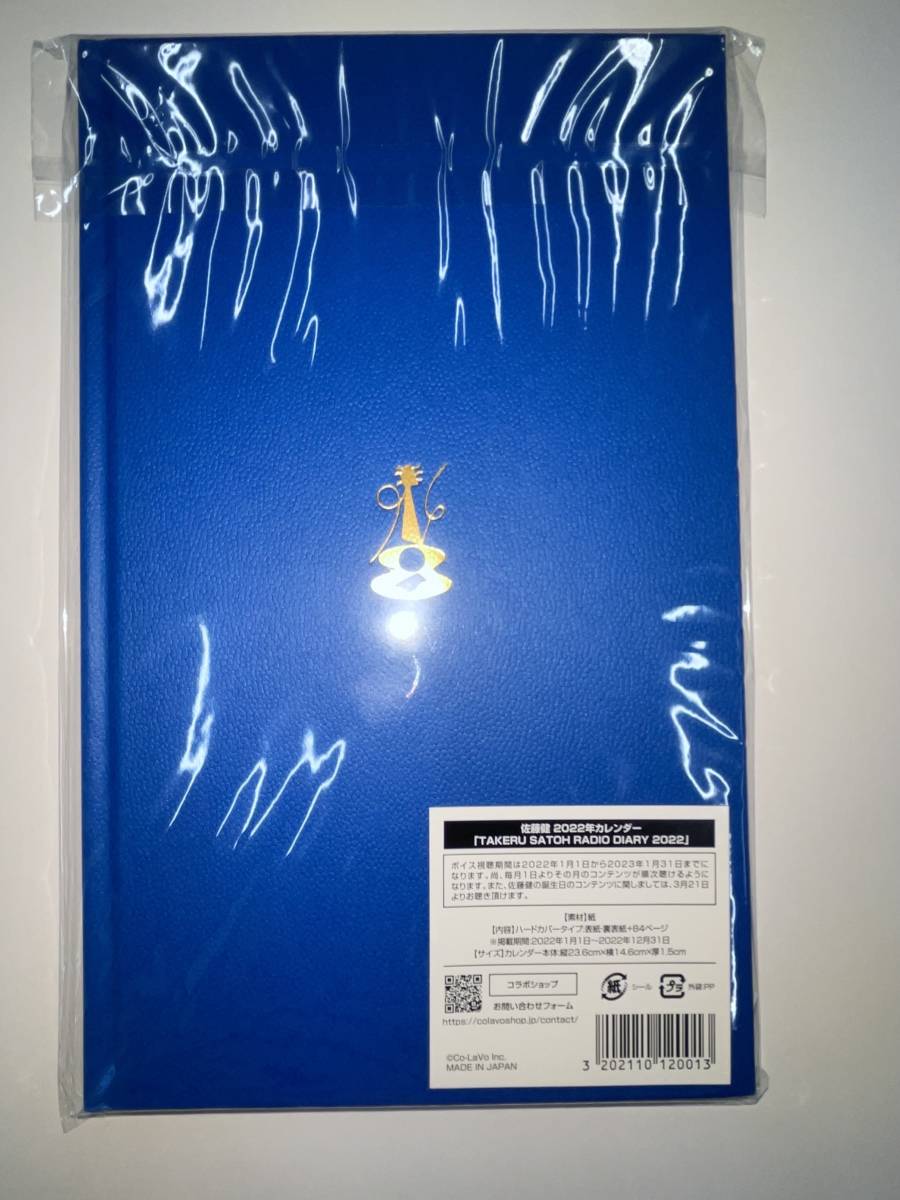 佐藤健 2022年カレンダー
「TAKERU SATOH RADIO DIARY 2022」
ボイス視聴期間は2022年1月1日から2023年1月31日までに
なります。尚、毎月1日よりその月のコンテンツが順次聴けるように
なります。また、佐藤健の誕生日のコンテンツに関しましては、3月21日
よりお聴き頂けます。
【素材】紙
【内容】ハードカバータイプ:表紙・裏表紙+84ページ
※掲載期間:2022年1月1日～2022年12月31日
【サイズ】カレンダー本体:縦23.6cm×横14.6cm×厚1.5cm
コラボショップ
お問い合わせフォーム
https://colavoshop.jp/contact/
紙 シール
プラ 外袋:PP
©Co-LaVo Inc.
MADE IN JAPAN
3 202110 120013